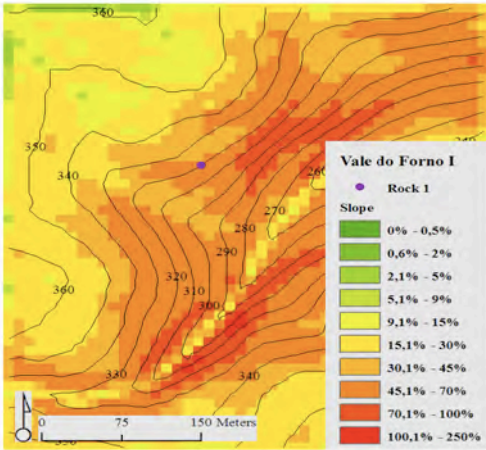 360
350
340
360
320
310
300
290
280
270
260
330
340
Vale do Forno I
Rock 1
Slope
0% - 0,5%
0,6% - 2%
2,1% - 5%
5,1% - 9%
9,1% - 15%
15,1% - 30%
30,1% - 45%
45,1% - 70%
70,1% - 100%
100,1% - 250%
0 75 150 Meters